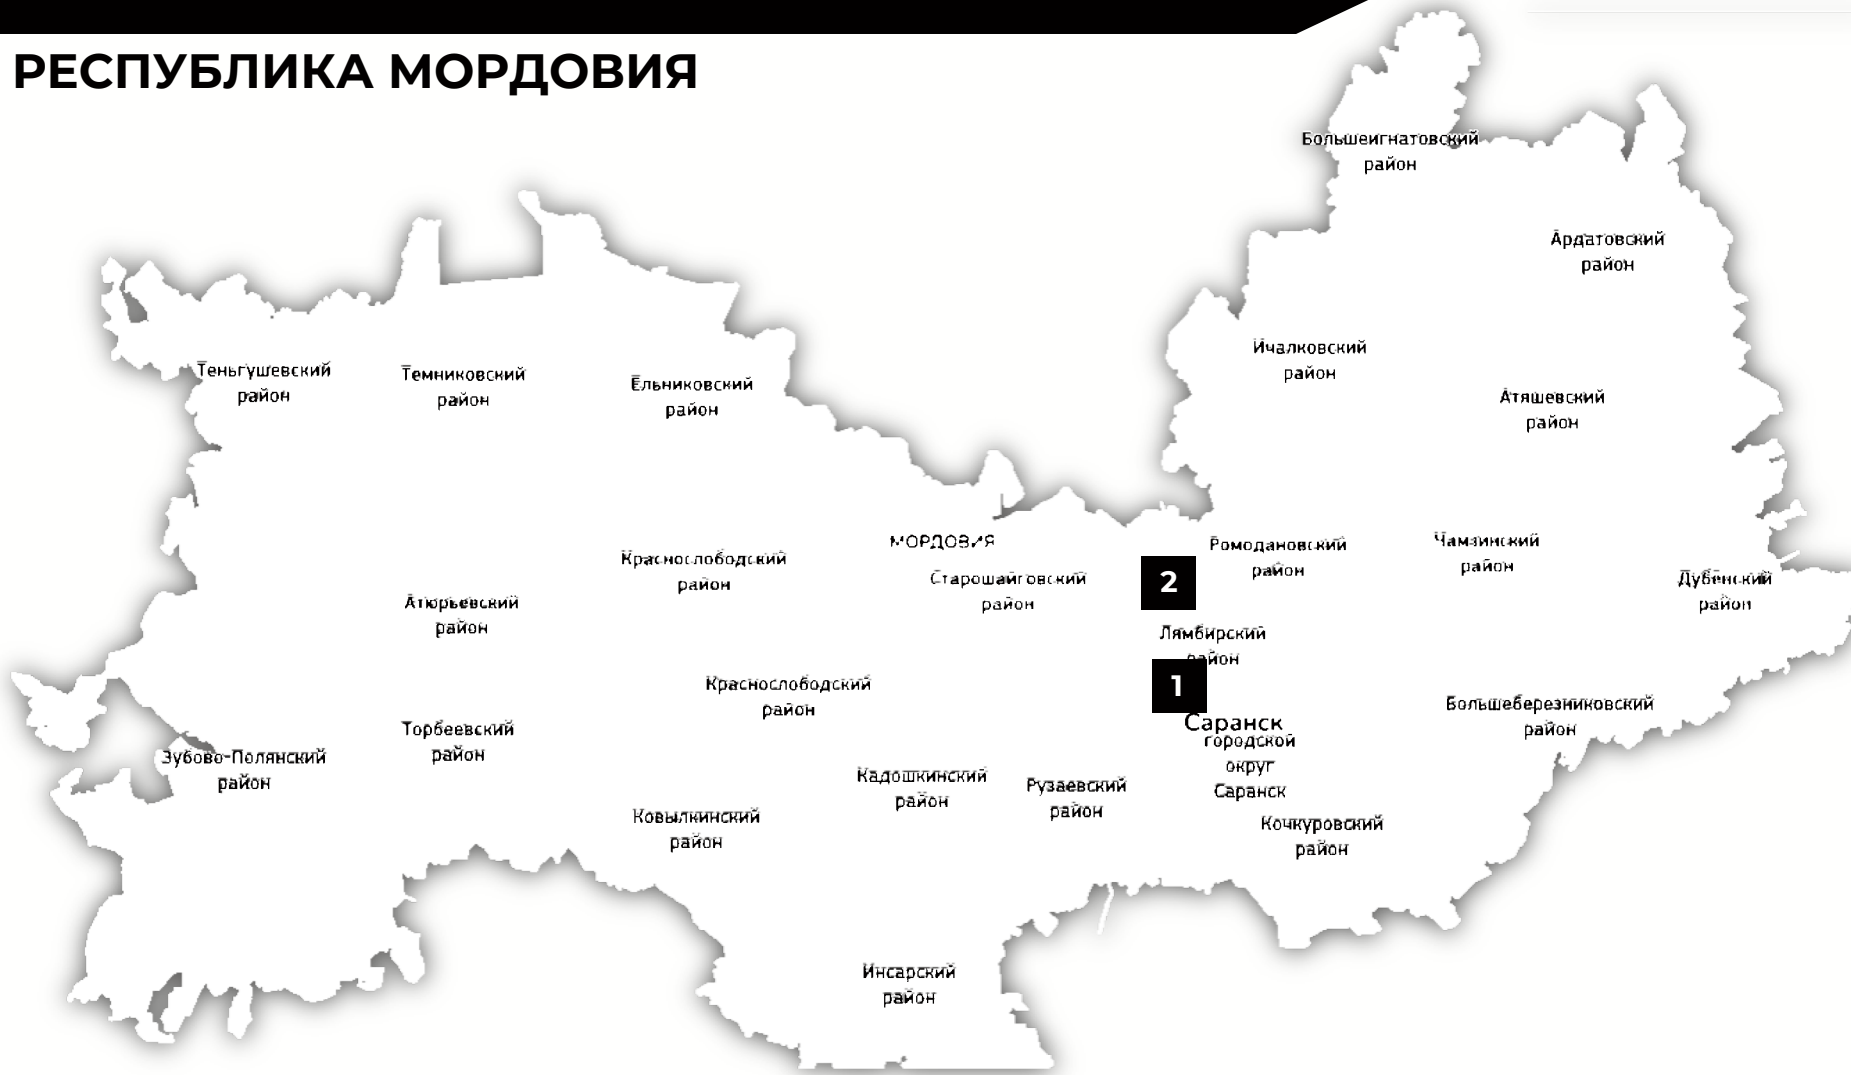 РЕСПУБЛИКА МОРДОВИЯ
Большеигнатовский
район
Ардатовский
район
Ичалковский
район
Теньгушевский
район
Темниковский
район
Ельниковский
район
Атяшевский
район
МОРДОВИЯ
Краснослободский
район
Старошайговский
район
2
Ромодановский
район
Чамзинский
район
Дубёнский
район
Атюрьевский
район
Лямбирский
район
1
Краснослободский
район
Саранск
городской
округ
Саранск
Большеберезниковский
район
Торбеевский
район
Зубово-Полянский
район
Кадошкинский
район
Рузаевский
район
Ковылкинский
район
Кочкуровский
район
Инсарский
район